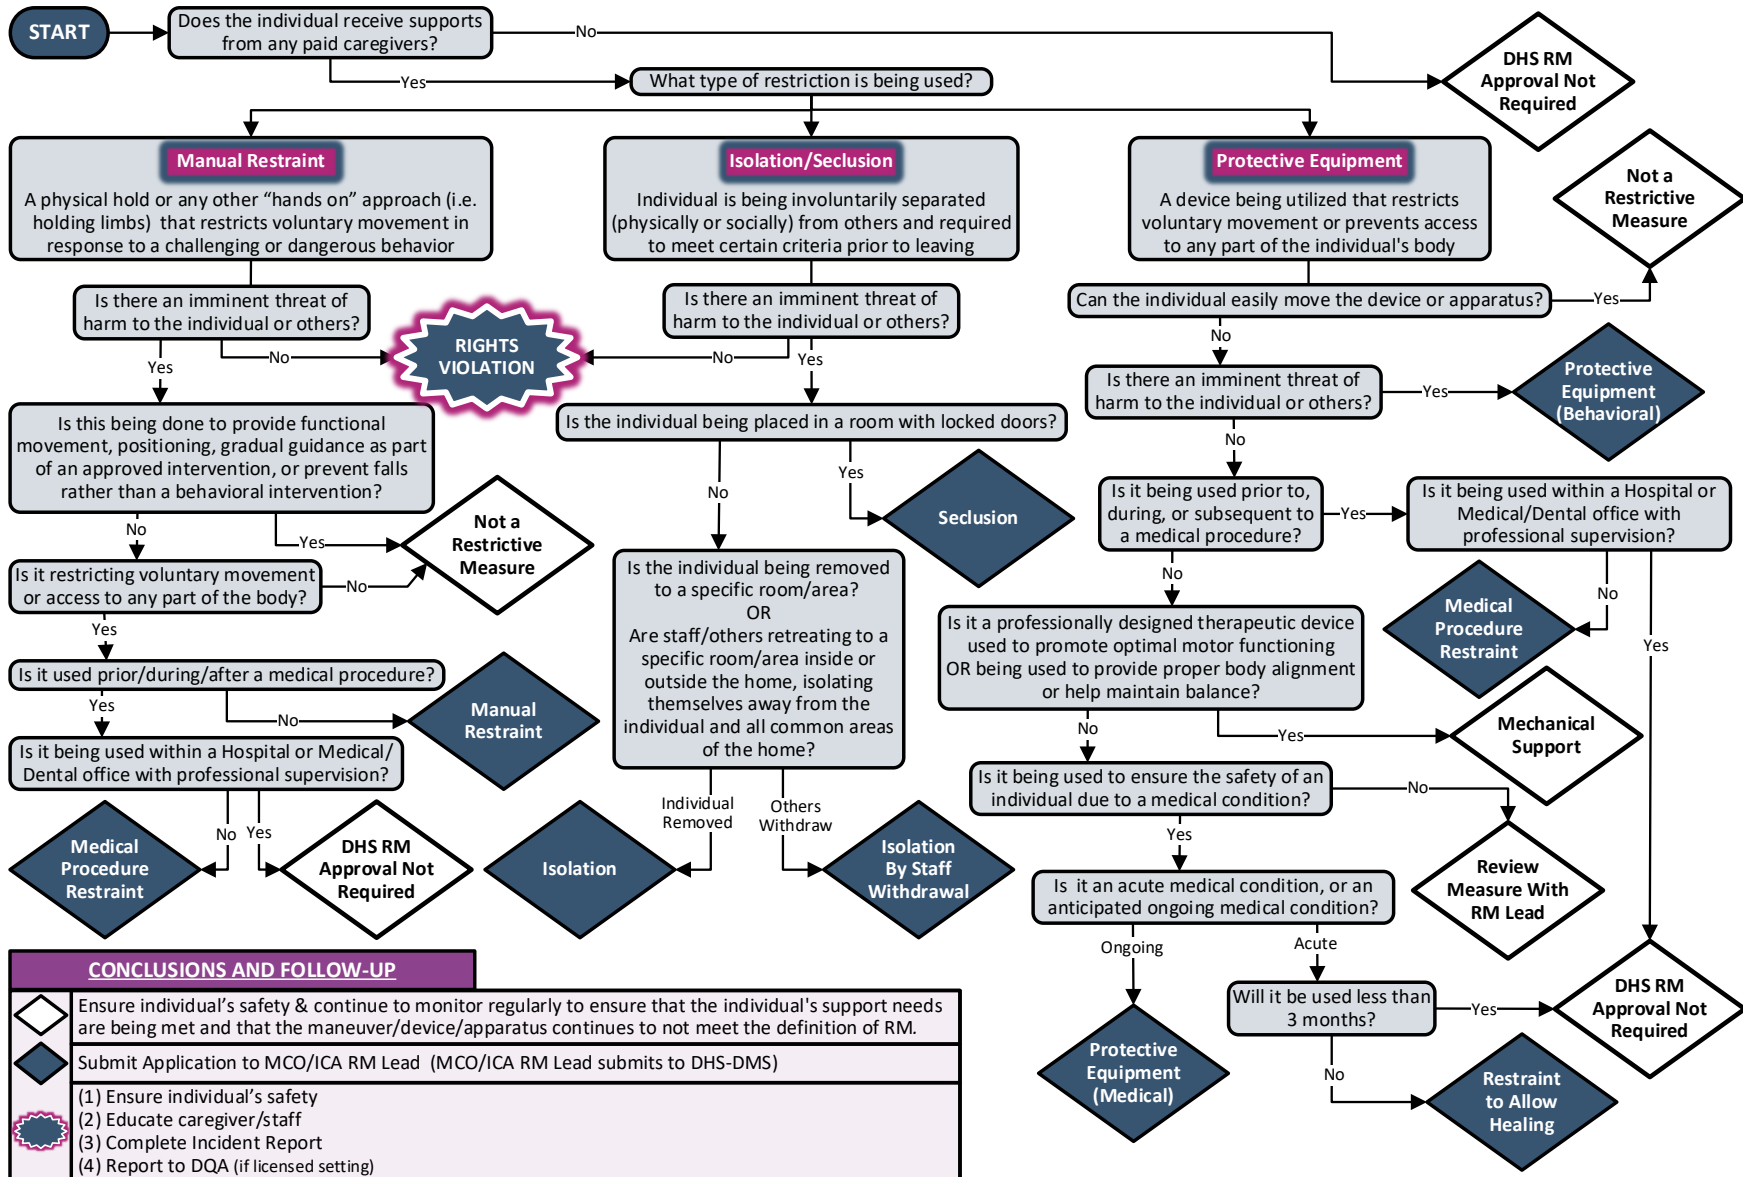 START
Does the individual receive supports
from any paid caregivers?
No
Yes
What type of restriction is being used?
DHS RM
Approval Not
Required
Manual Restraint
A physical hold or any other “hands on” approach (i.e.
holding limbs) that restricts voluntary movement in
response to a challenging or dangerous behavior
Isolation/Seclusion
Individual is being involuntarily separated
(physically or socially) from others and required
to meet certain criteria prior to leaving
Protective Equipment
A device being utilized that restricts
voluntary movement or prevents access
to any part of the individual's body
Not a
Restrictive
Measure
Is there an imminent threat of
harm to the individual or others?
No
Yes
RIGHTS
VIOLATION
Is there an imminent threat of
harm to the individual or others?
No
Yes
Can the individual easily move the device or apparatus?
Yes
No
Is this being done to provide functional
movement, positioning, gradual guidance as part
of an approved intervention, or prevent falls
rather than a behavioral intervention?
No
Yes
Not a
Restrictive
Measure
Is it restricting voluntary movement
or access to any part of the body?
No
Yes
Is it used prior/during/after a medical procedure?
Yes
No
Manual
Restraint
Is it being used within a Hospital or Medical/
Dental office with professional supervision?
No
Yes
Medical
Procedure
Restraint
DHS RM
Approval Not
Required
Is the individual being placed in a room with locked doors?
No
Yes
Seclusion
Is the individual being removed
to a specific room/area?
OR
Are staff/others retreating to a
specific room/area inside or
outside the home, isolating
themselves away from the
individual and all common areas
of the home?
Individual
Removed
Others
Withdraw
Isolation
Isolation
By Staff
Withdrawal
Is there an imminent threat of
harm to the individual or others?
Yes
No
Protective
Equipment
(Behavioral)
Is it being used prior to,
during, or subsequent to
a medical procedure?
Yes
No
Is it being used within a Hospital or
Medical/Dental office with
professional supervision?
No
Yes
Medical
Procedure
Restraint
Is it a professionally designed therapeutic device
used to promote optimal motor functioning
OR being used to provide proper body alignment
or help maintain balance?
No
Yes
Mechanical
Support
Is it being used to ensure the safety of an
individual due to a medical condition?
No
Yes
Review
Measure With
RM Lead
Is it an acute medical condition, or an
anticipated ongoing medical condition?
Ongoing
Acute
Will it be used less than
3 months?
Yes
No
DHS RM
Approval Not
Required
Protective
Equipment
(Medical)
Restraint
to Allow
Healing
CONCLUSIONS AND FOLLOW-UP
Ensure individual’s safety & continue to monitor regularly to ensure that the individual's support needs
are being met and that the maneuver/device/apparatus continues to not meet the definition of RM.
Submit Application to MCO/ICA RM Lead (MCO/ICA RM Lead submits to DHS-DMS)
(1) Ensure individual’s safety
(2) Educate caregiver/staff
(3) Complete Incident Report
(4) Report to DQA (if licensed setting)